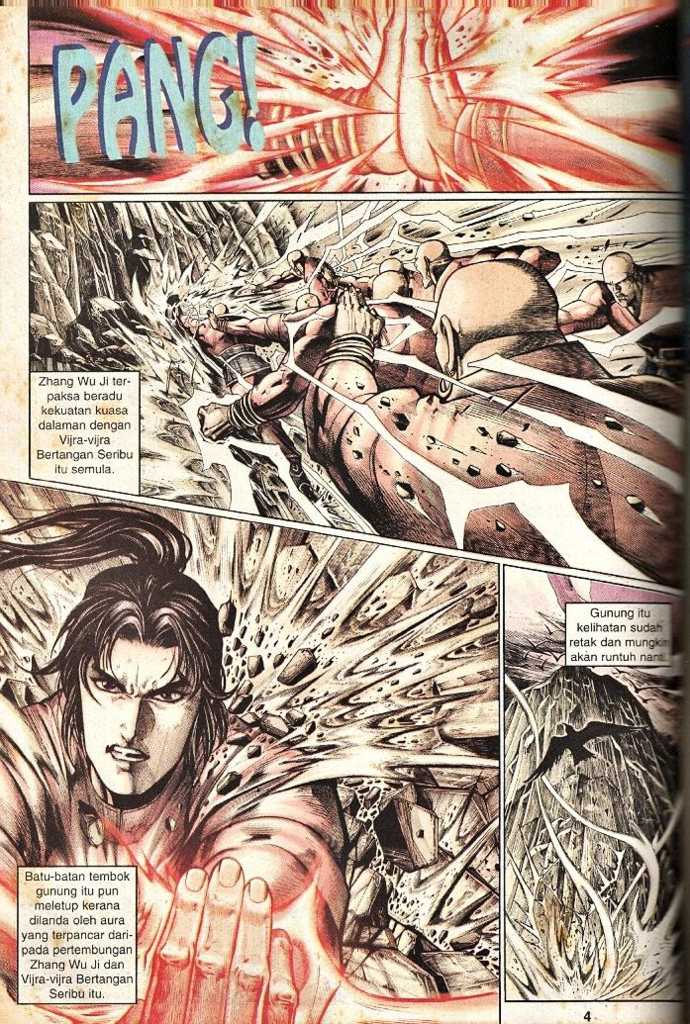 PANG!
Zhang Wu Ji ter-
paksa beradu
kekuatan kuasa
dalaman dengan
Vijra-vijra
Bertangan Seribu
itu semula.
Gunung itu
kelihatan sudah
retak dan mungkin
akan runtuh nanti.
Batu-batan tembok
gunung itu pun
meletup kerana
dilanda oleh aura
yang terpancar dari-
pada pertembungan
Zhang Wu Ji dan
Vijra-vijra Bertangan
Seribu itu.
4